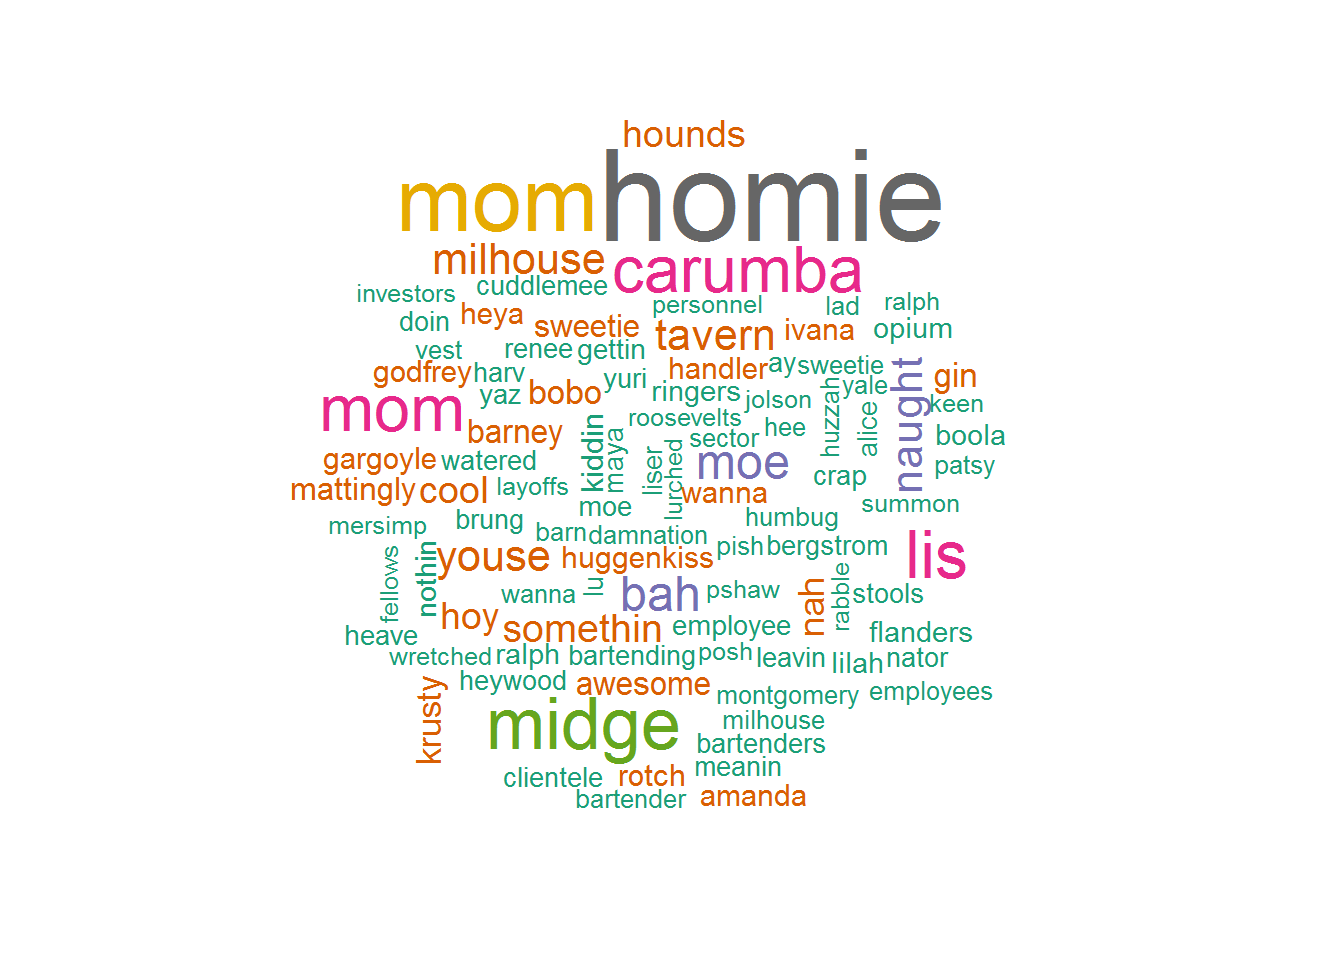 hounds
mom homie
milhouse carumba
investors cuddlemee personnel lad ralph
doin heya sweetie tavern ivana opium
vest renee gettin
godfrey harv yaz bobo yuri ringers handler ay sweetie yale gin
mom roosevelts jolson huzzah alice naught keen
barney kiddin maya sector hee boola
gargoyle watered liser lurched moe crap patsy
mattingly cool layoffs moe wanna summon
mersimp brung barn damnation humbug
fellows nothin youse huggenkiss pish bergstrom lis
wanna lu bah pshaw nah rabble stools
heave hoy somethin employee flanders
wretched ralph bartending posh leavin lilah nator
krusty heywood awesome montgomery employees
midge milhouse
bartenders
clientele rotch meanin
bartender amanda